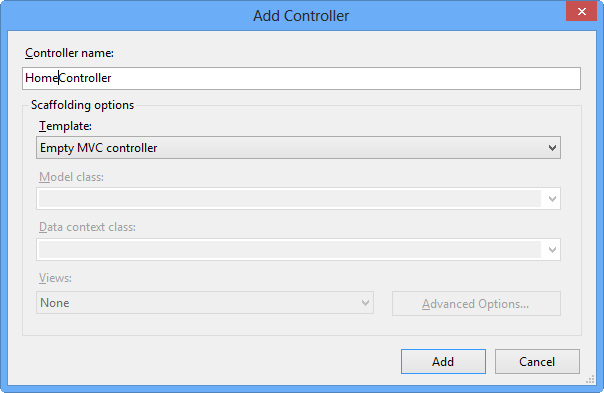 Add Controller
Controller name:
HomeController
Scaffolding options
Template:
Empty MVC controller
Model class:
Data context class:
Views:
None
Advanced Options...
Add
Cancel